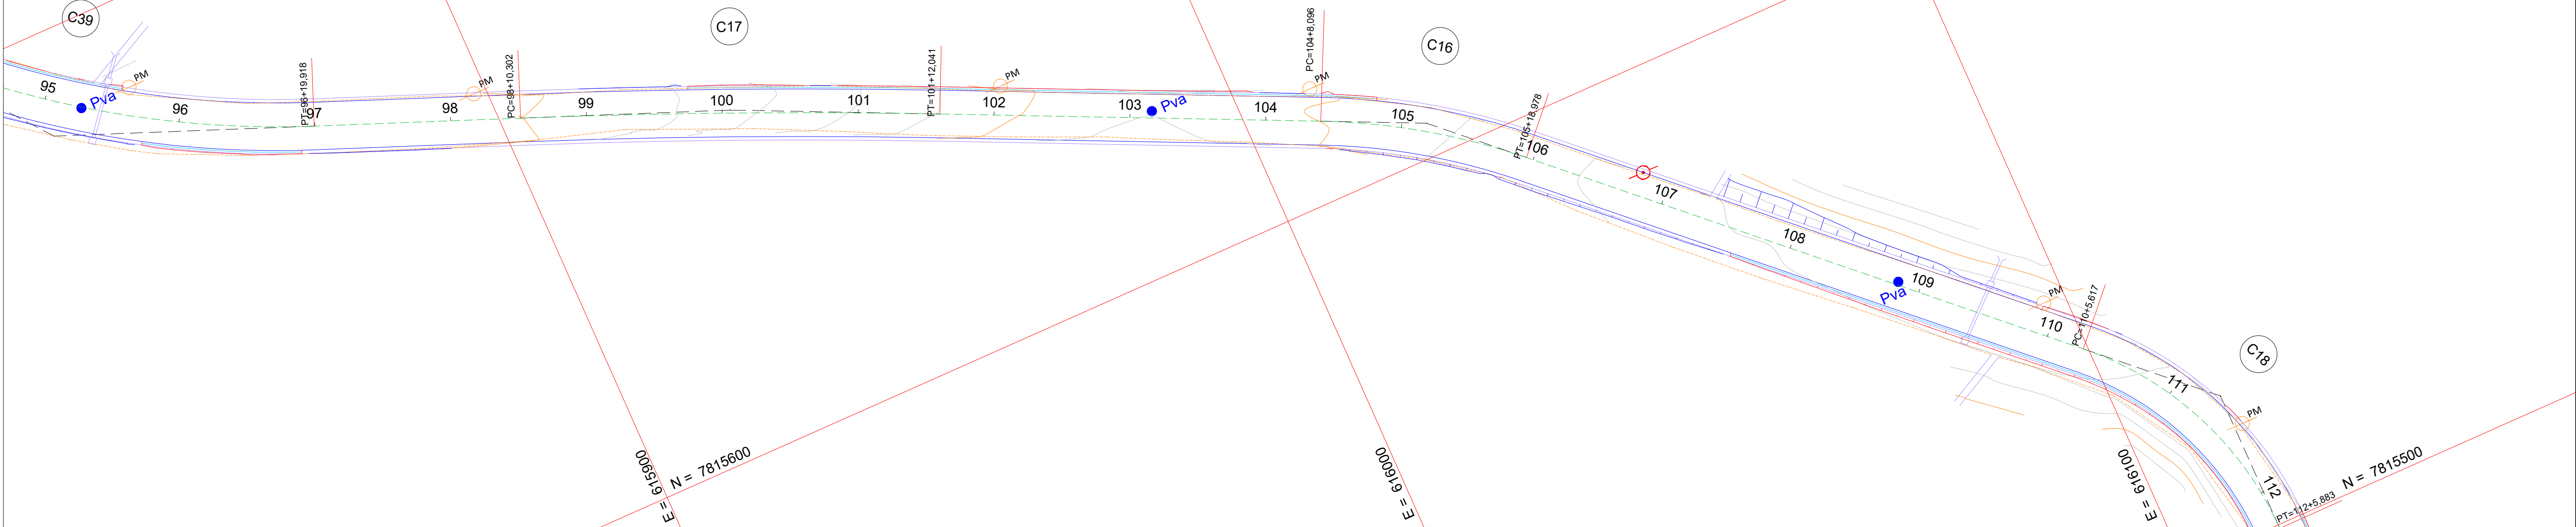 C39
C17
C16
C18
PM
PM
PM
PM
PM
PM
PT=96+19,918
PC=98+10,302
PT=101+12,041
PC=104+8,096
PT=105+18,978
PC=110+5,617
PT=112+5,883
95
Pva
96
97
98
99
100
101
102
103
Pva
104
105
106
107
108
109
Pva
110
111
112
E = 615900
N = 7815600
E = 616000
E = 616100
N = 7815500